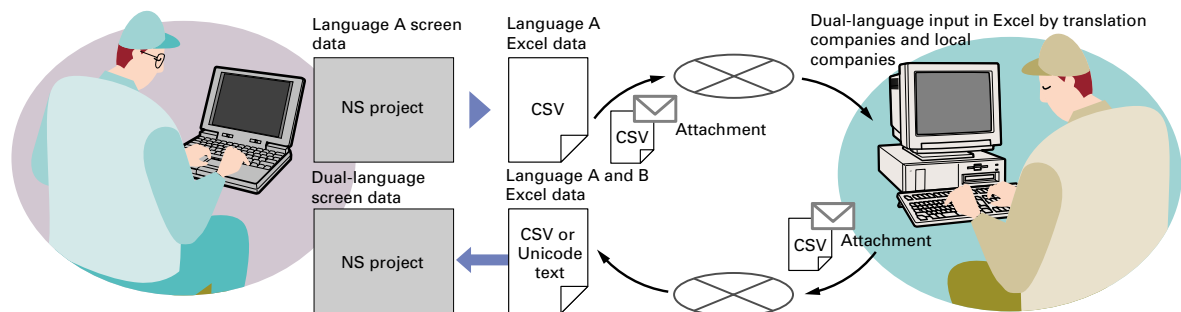 Language A screen
data
NS project
Language A
Excel data
CSV
CSV
Attachment
Dual-language input in Excel by translation
companies and local
companies
Dual-language
screen data
NS project
Language A and B
Excel data
CSV or
Unicode
text
CSV
Attachment